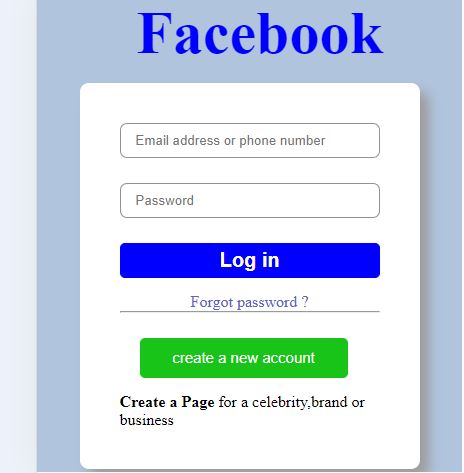 Facebook
Email address or phone number
Password
Log in
Forgot password ?
create a new account
Create a Page for a celebrity,brand or
business